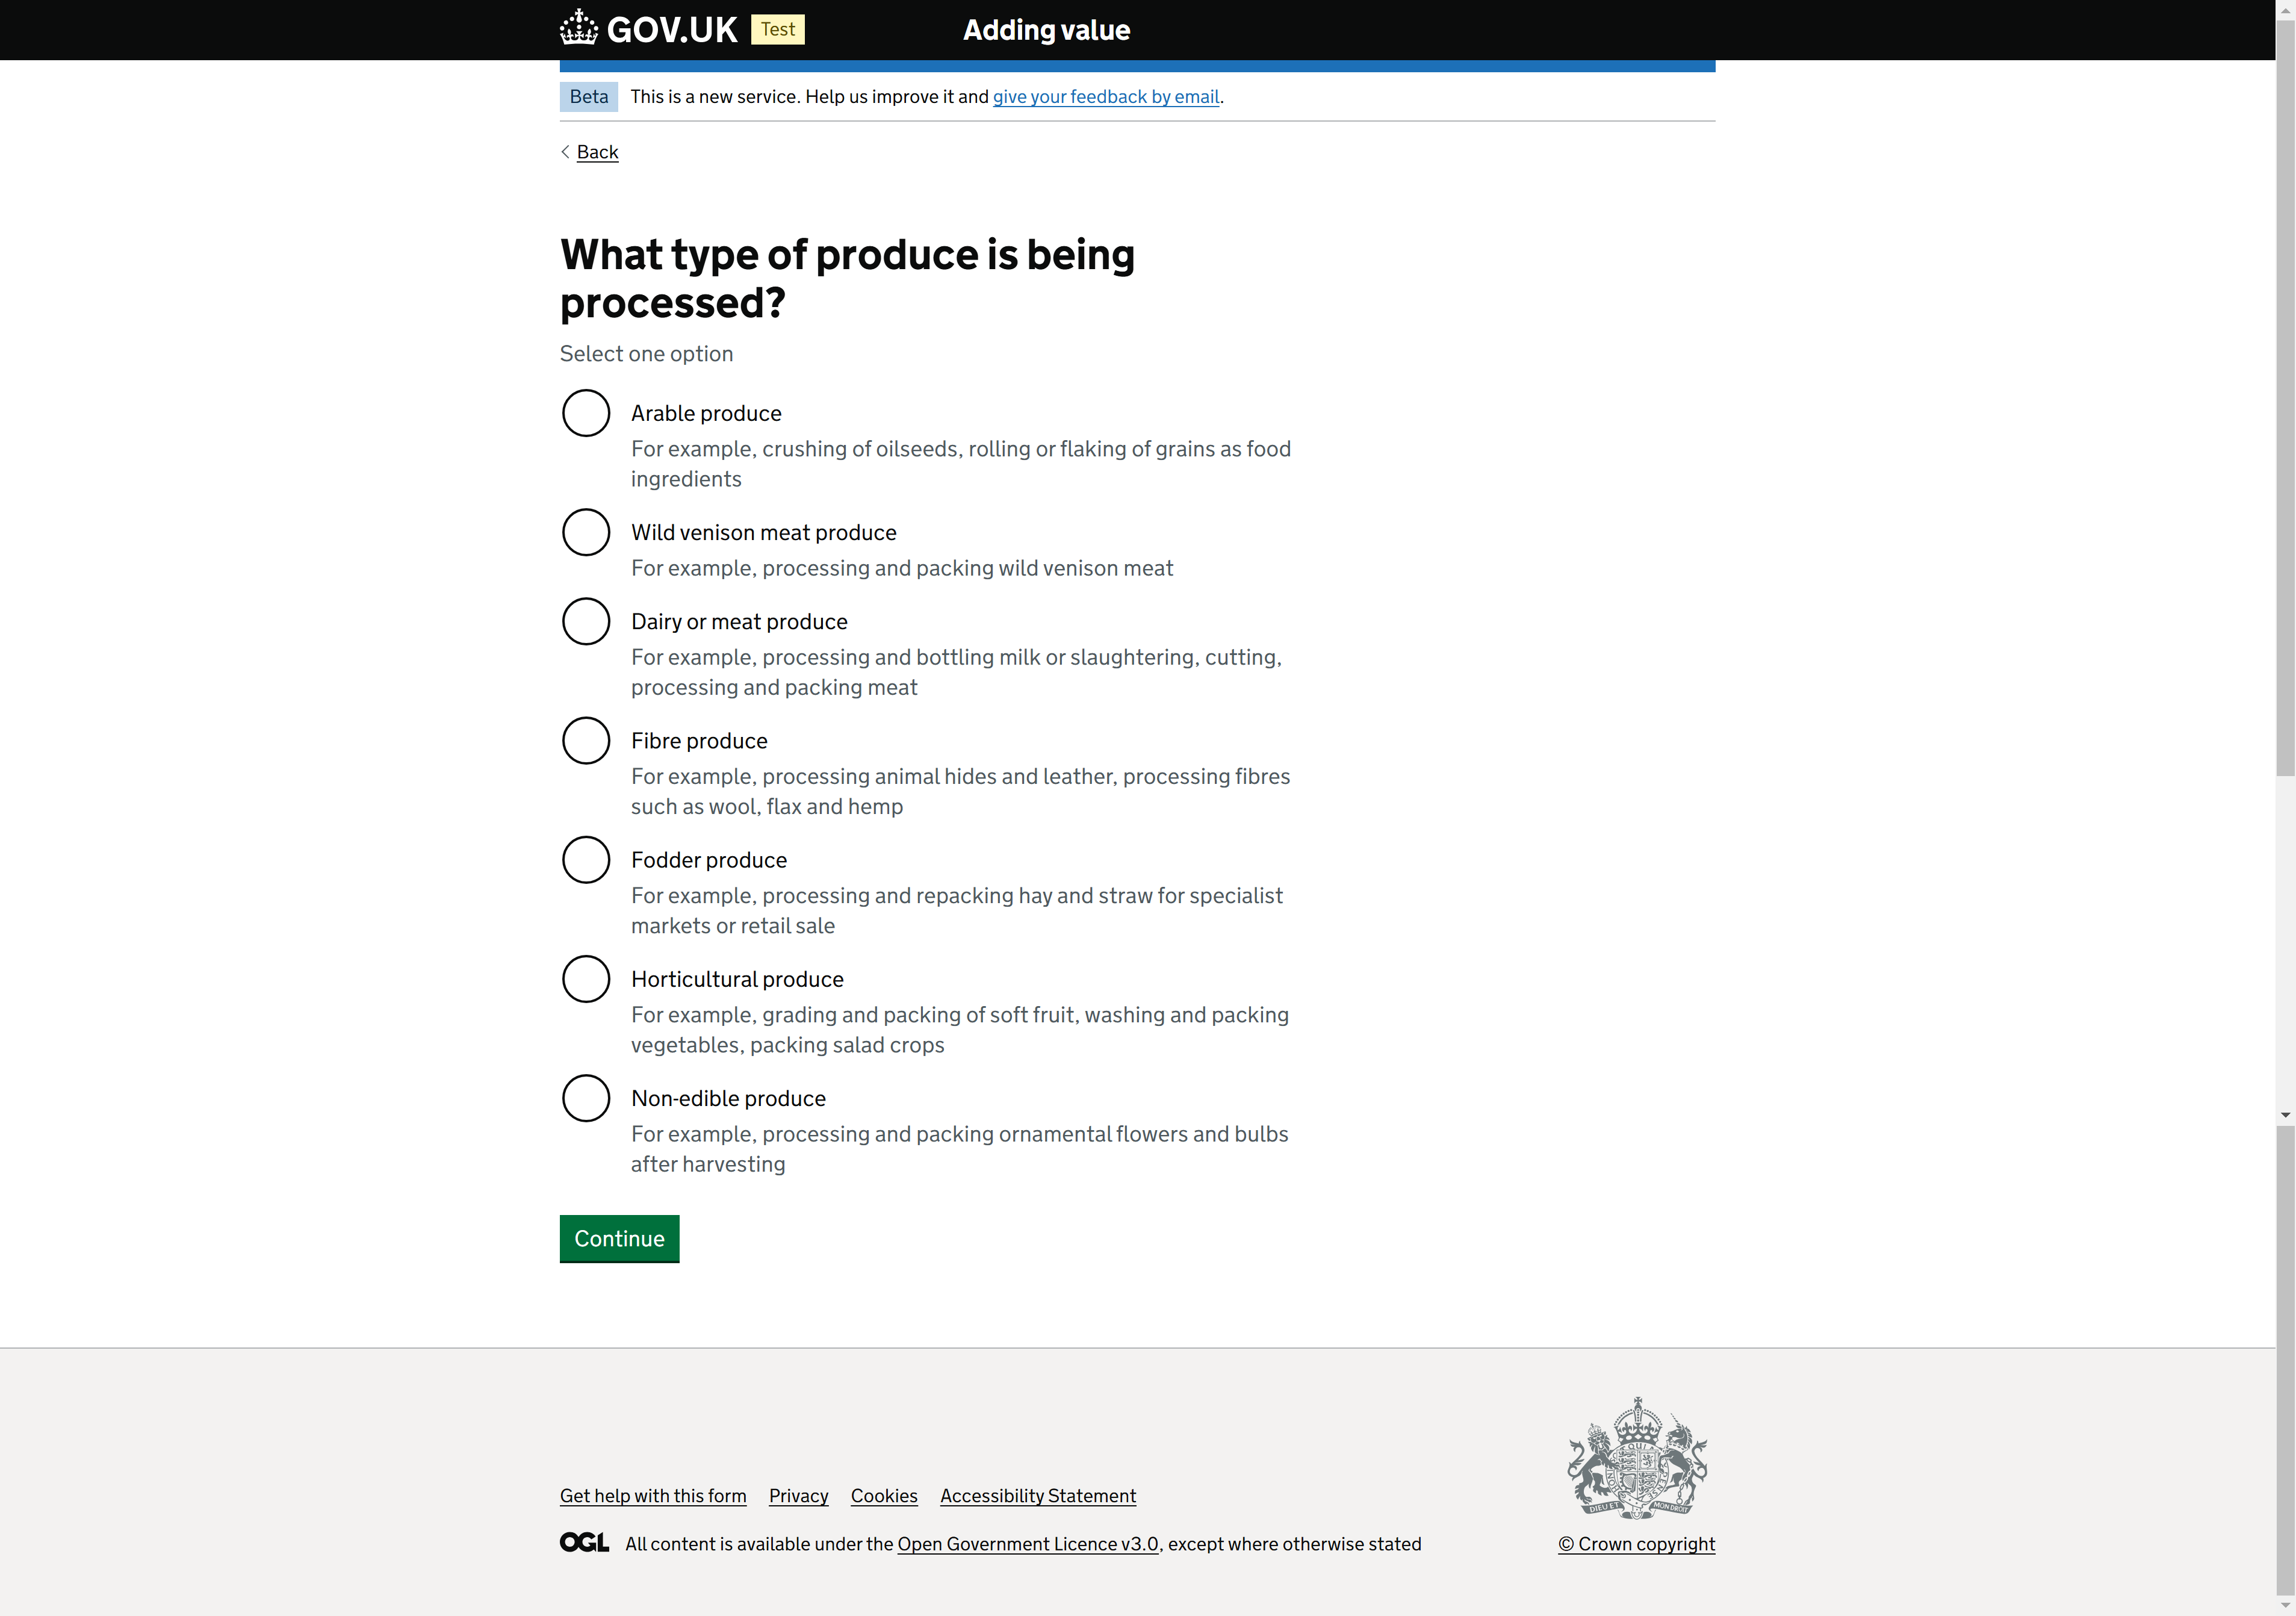 GOV.UK Test Adding value
Beta This is a new service. Help us improve it and give your feedback by email.
Back
What type of produce is being
processed?
Select one option
Arable produce
For example, crushing of oilseeds, rolling or flaking of grains as food
ingredients
Wild venison meat produce
For example, processing and packing wild venison meat
Dairy or meat produce
For example, processing and bottling milk or slaughtering, cutting,
processing and packing meat
Fibre produce
For example, processing animal hides and leather, processing fibres
such as wool, flax and hemp
Fodder produce
For example, processing and repacking hay and straw for specialist
markets or retail sale
Horticultural produce
For example, grading and packing of soft fruit, washing and packing
vegetables, packing salad crops
Non-edible produce
For example, processing and packing ornamental flowers and bulbs
after harvesting
Continue
DIEU ET MON DROIT
Get help with this form Privacy Cookies Accessibility Statement
OGL All content is available under the Open Government Licence v3.0, except where otherwise stated
© Crown copyright